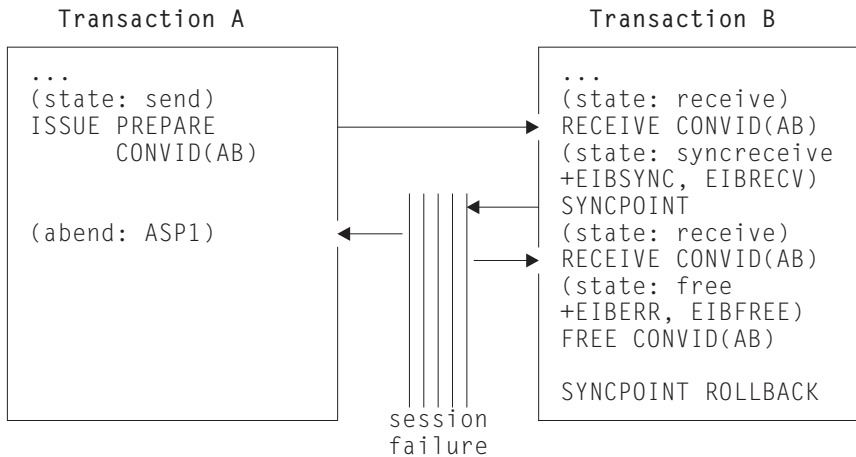 Transaction A
...
(state: send)
ISSUE PREPARE
CONVID(AB)
(abend: ASP1)
Transaction B
...
(state: receive)
RECEIVE CONVID(AB)
(state: syncreceive
+EIBSYNC, EIBRECV)
SYNCPOINT
(state: receive)
RECEIVE CONVID(AB)
(state: free
+EIBERR, EIBFREE)
FREE CONVID(AB)
SYNCPOINT ROLLBACK
session
failure